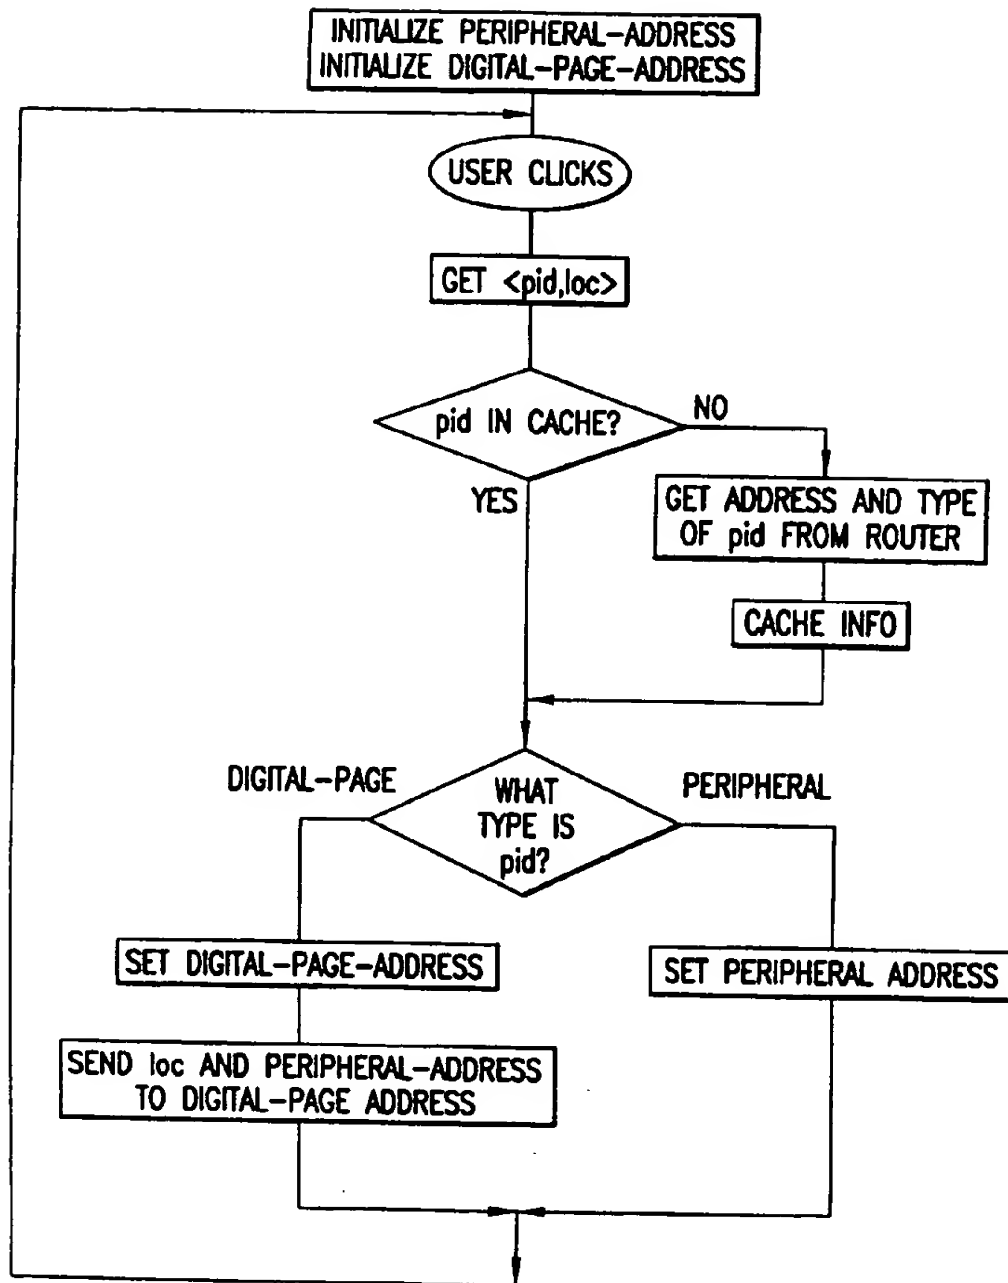 INITIALIZE PERIPHERAL-ADDRESS
INITIALIZE DIGITAL-PAGE-ADDRESS
USER CLICKS
GET <pid,loc>
pid IN CACHE?
NO
YES
GET ADDRESS AND TYPE
OF pid FROM ROUTER
CACHE INFO
DIGITAL-PAGE
WHAT
TYPE IS
pid?
PERIPHERAL
SET DIGITAL-PAGE-ADDRESS
SET PERIPHERAL ADDRESS
SEND loc AND PERIPHERAL-ADDRESS
TO DIGITAL-PAGE ADDRESS